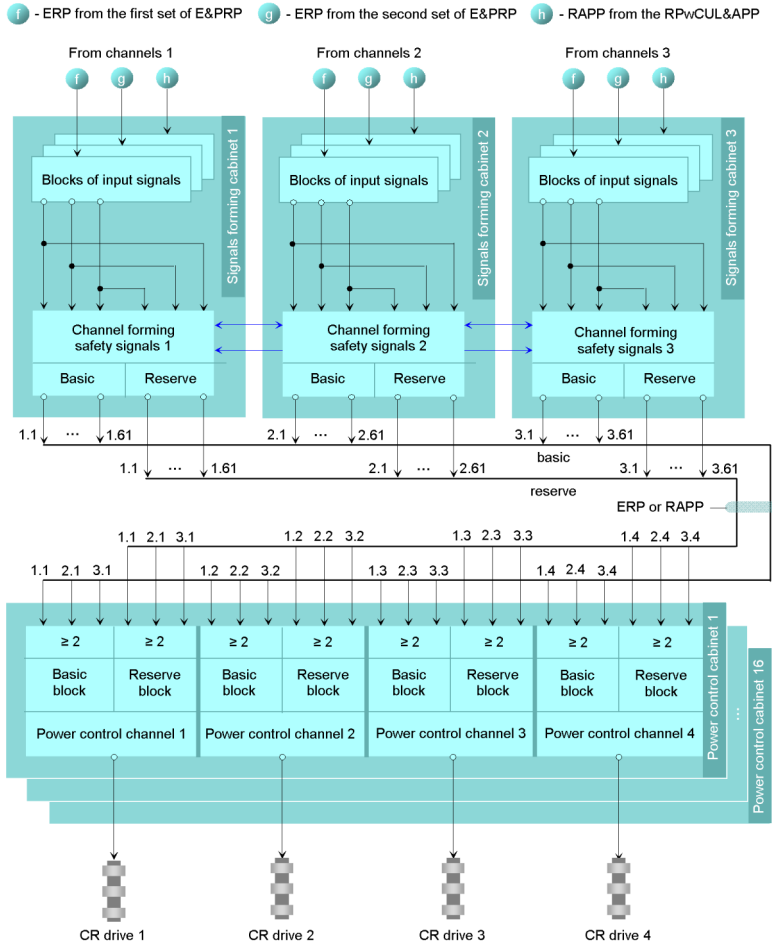 f - ERP from the first set of E&PRP g - ERP from the second set of E&PRP h - RAPP from the RPwCUL&APP
From channels 1 From channels 2 From channels 3
f g h f g h f g h
Signals forming cabinet 1
Signals forming cabinet 2
Signals forming cabinet 3
Blocks of input signals Blocks of input signals Blocks of input signals
Channel forming Channel forming Channel forming
safety signals 1 safety signals 2 safety signals 3
Basic Reserve Basic Reserve Basic Reserve
1.1 ... 1.61 2.1 ... 2.61 3.1 ... 3.61
basic
1.1 ... 1.61 2.1 ... 2.61 3.1 ... 3.61
reserve
ERP or RAPP
1.1 2.1 3.1 1.2 2.2 3.2 1.3 2.3 3.3 1.4 2.4 3.4
1.1 2.1 3.1 1.2 2.2 3.2 1.3 2.3 3.3 1.4 2.4 3.4
≥ 2 ≥ 2 ≥ 2 ≥ 2 ≥ 2 ≥ 2 ≥ 2 ≥ 2
Basic Reserve Basic Reserve Basic Reserve Basic Reserve
block block block block block block block block
Power control channel 1 Power control channel 2 Power control channel 3 Power control channel 4
Power control cabinet 1
...
Power control cabinet 16
CR drive 1 CR drive 2 CR drive 3 CR drive 4